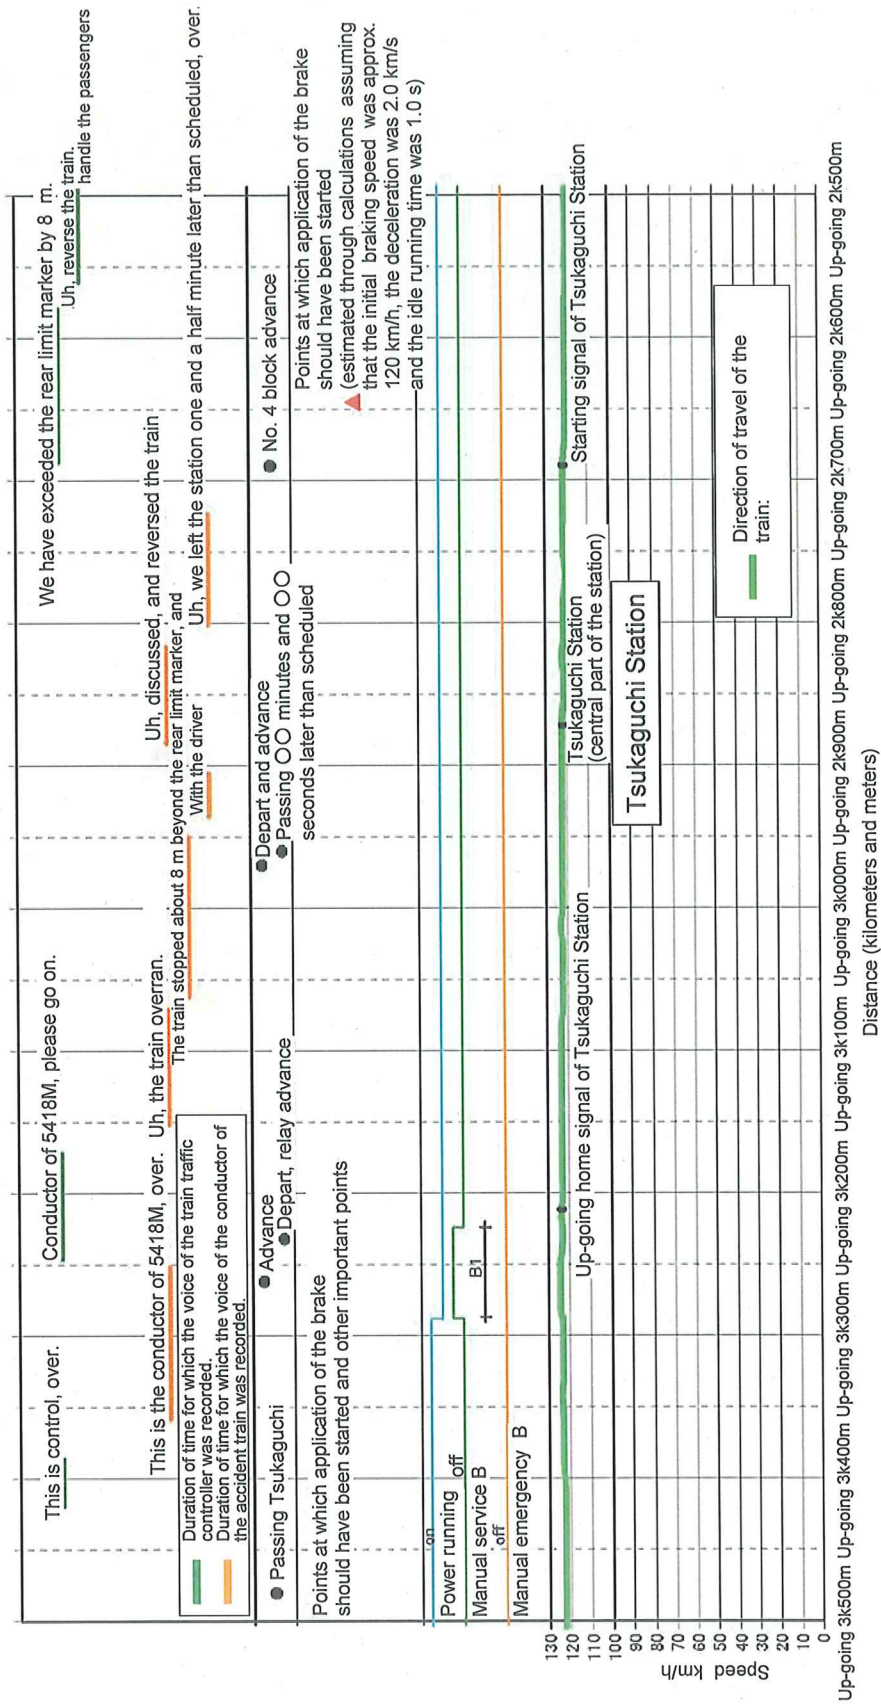 This is control, over.
Conductor of 5418M, please go on.
We have exceeded the rear limit marker by 8 m.
Uh, reverse the train.
handle the passengers
This is the conductor of 5418M, over.
Uh, the train overran.
The train stopped about 8 m beyond the rear limit marker, and
With the driver
Uh, discussed, and reversed the train
Uh, we left the station one and a half minute later than scheduled, over.
Duration of time for which the voice of the train traffic
controller was recorded.
Duration of time for which the voice of the conductor of
the accident train was recorded.
Passing Tsukaguchi
Advance
Depart, relay advance
Depart and advance
Passing OO minutes and OO
seconds later than scheduled
No. 4 block advance
Points at which application of the brake
should have been started and other important points
Points at which application of the brake
should have been started
(estimated through calculations assuming
that the initial braking speed was approx.
120 km/h, the deceleration was 2.0 km/s
and the idle running time was 1.0 s)
on
Power running
off
Manual service B
off
Manual emergency B
B1
Up-going home signal of Tsukaguchi Station
Tsukaguchi Station
(central part of the station)
Starting signal of Tsukaguchi Station
Tsukaguchi Station
Direction of travel of the
train:
Speed km/h
130
120
110
100
90
80
70
60
50
40
30
20
10
0
Up-going 3k500m Up-going 3k400m Up-going 3k300m Up-going 3k200m Up-going 3k100m Up-going 3k000m Up-going 2k900m Up-going 2k800m Up-going 2k700m Up-going 2k600m Up-going 2k500m
Distance (kilometers and meters)